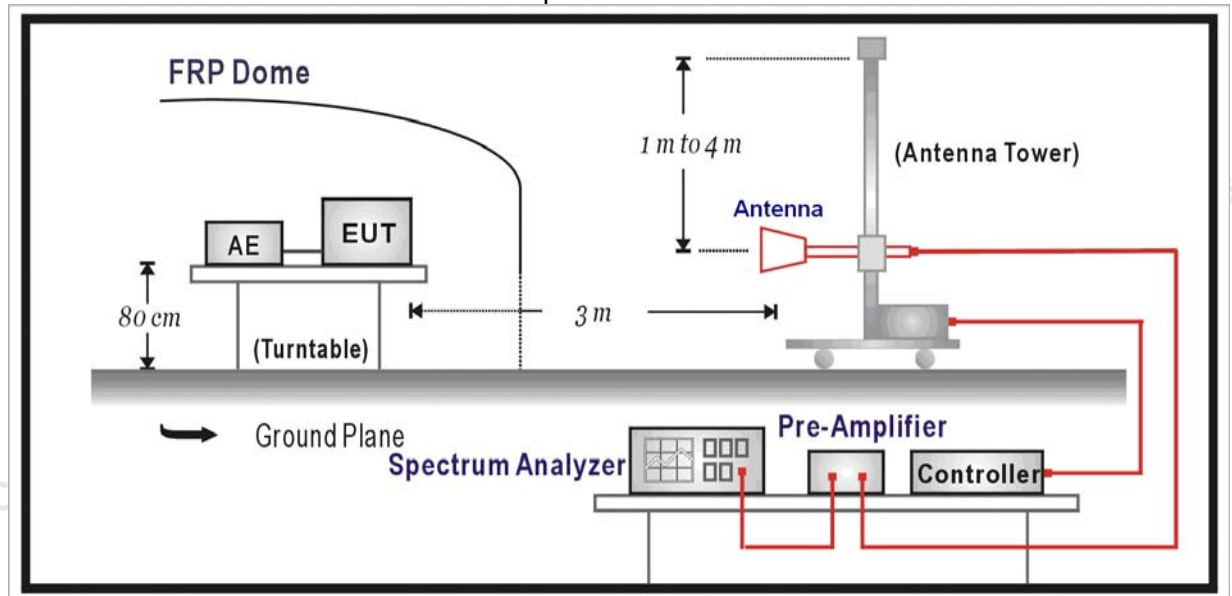 FRP Dome
1 m to 4 m
(Antenna Tower)
Antenna
AE
EUT
80 cm
3 m
(Turntable)
Ground Plane
Pre-Amplifier
Spectrum Analyzer
Controller